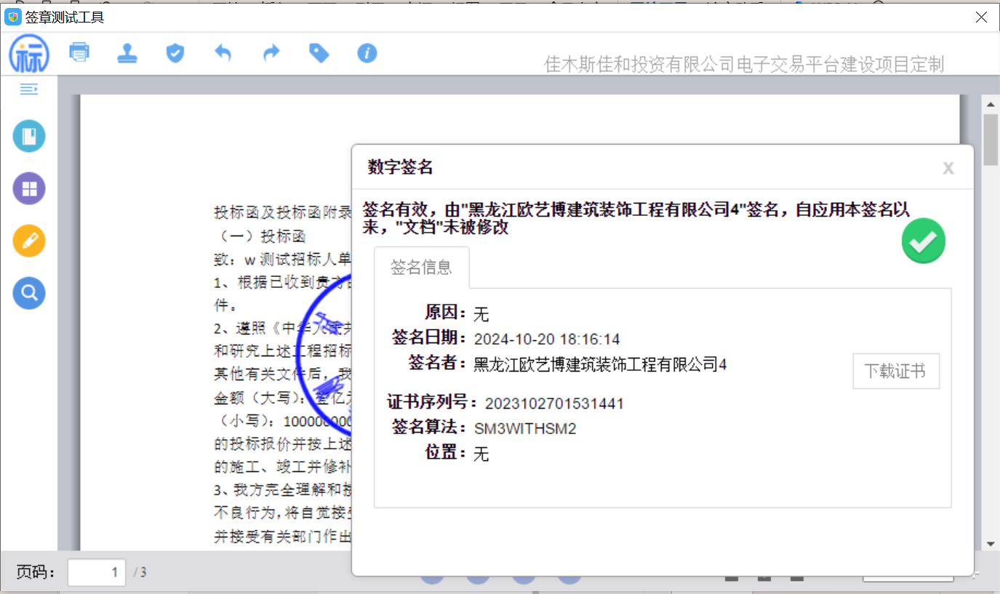 签章测试工具
标
佳木斯佳和投资有限公司电子交易平台建设项目定制
数字签名
x
签名有效，由"黑龙江欧艺博建筑装饰工程有限公司4"签名，自应用本签名以
来，"文档"未被修改
签名信息
原因：无
签名日期：2024-10-20 18:16:14
签名者：黑龙江欧艺博建筑装饰工程有限公司4
下载证书
证书序列号：2023102701531441
签名算法：SM3WITHSM2
位置：无
投标函及投标函附录
（一）投标函
致：w 测试招标人单
1、根据已收到贵方
件。
2、遵照《中华人民共
和研究上述工程招标
其他有关文件后，我
金额（大写）：壹亿元
（小写）：100000000
的投标报价并按上述
的施工、竣工并修补
3、我方完全理解和接
不良行为，将自觉接受
并接受有关部门作出
页码： 1 / 3